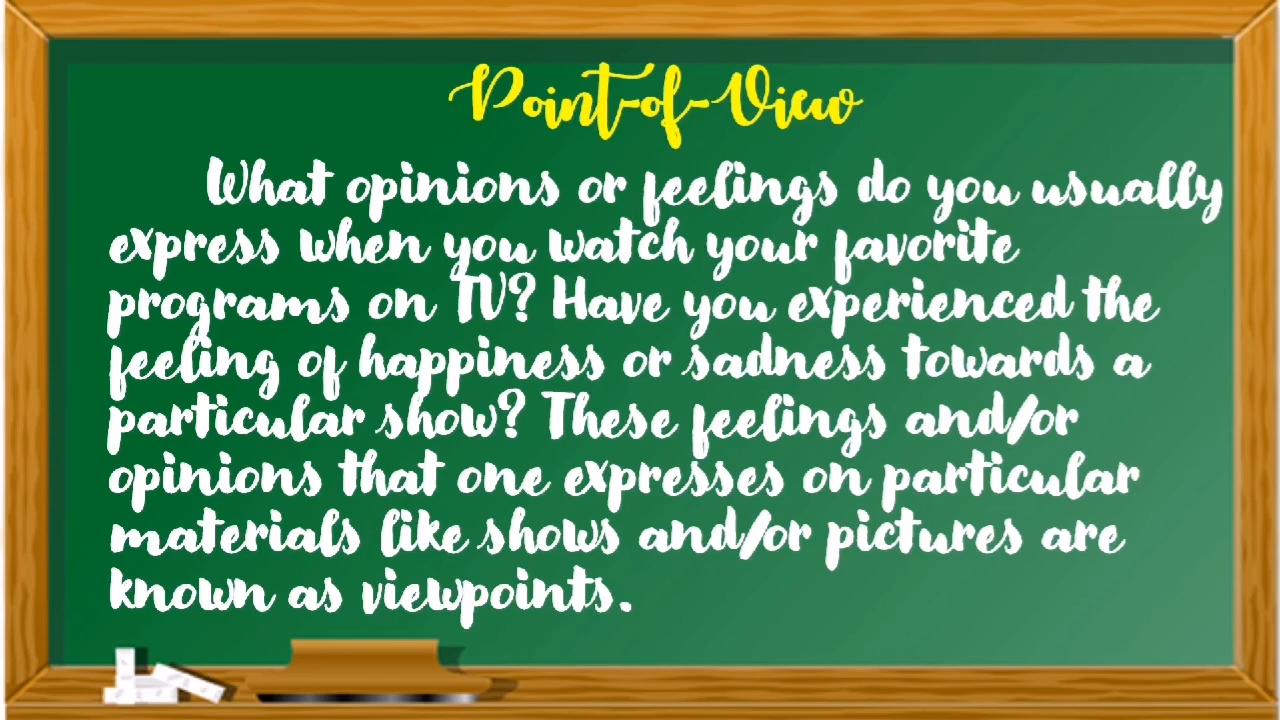 Point-of-View
What opinions or feelings do you usually
express when you watch your favorite
programs on TV? Have you experienced the
feeling of happiness or sadness towards a
particular show? These feelings and/or
opinions that one expresses on particular
materials like shows and/or pictures are
known as viewpoints.